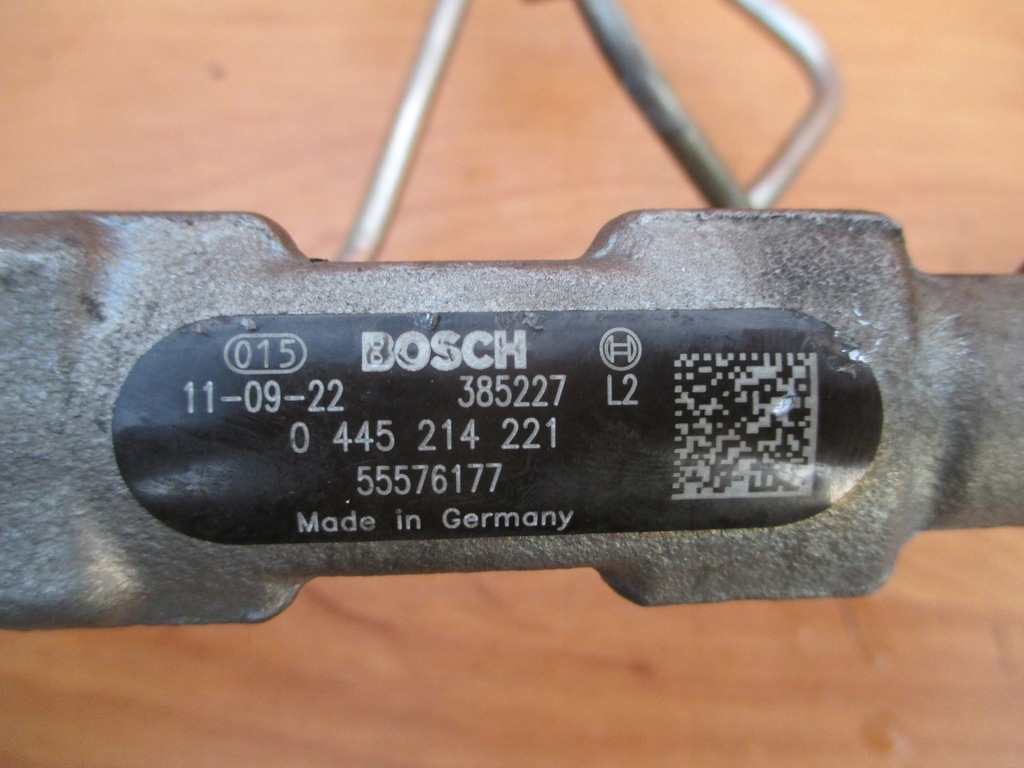 015 BOSCH
11-09-22 385227 L2
0 445 214 221
55576177
Made in Germany